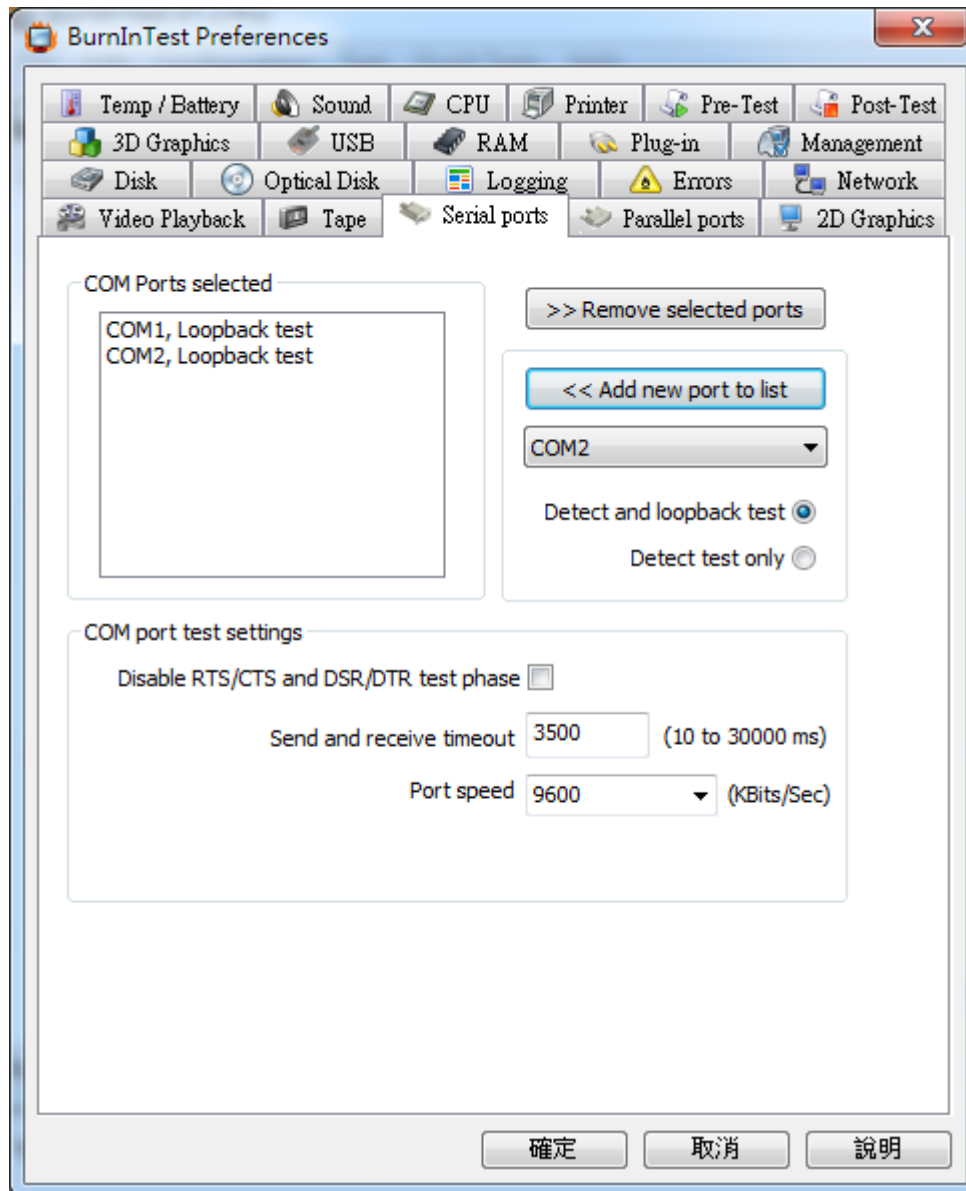 BurnInTest Preferences
Temp / Battery
Sound
CPU
Printer
Pre-Test
Post-Test
3D Graphics
USB
RAM
Plug-in
Management
Disk
Optical Disk
Logging
Errors
Network
Video Playback
Tape
Serial ports
Parallel ports
2D Graphics
COM Ports selected
COM1, Loopback test
COM2, Loopback test
>> Remove selected ports
<< Add new port to list
COM2
Detect and loopback test
Detect test only
COM port test settings
Disable RTS/CTS and DSR/DTR test phase
Send and receive timeout 3500 (10 to 30000 ms)
Port speed 9600 (KBits/Sec)
確定
取消
說明